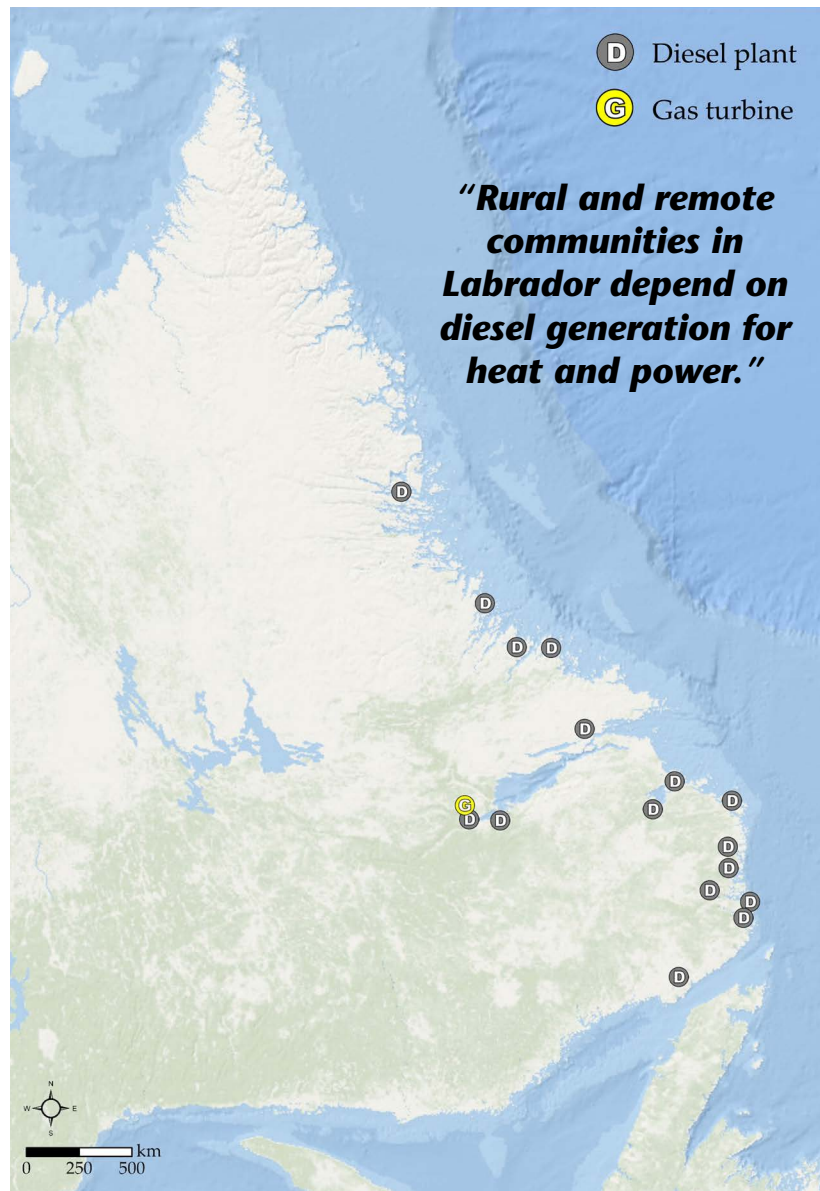 D Diesel plant
G Gas turbine
“Rural and remote
communities in
Labrador depend on
diesel generation for
heat and power.”
D
D
D D
D
D
G D
D D D
D
D
D
D
D
D
N
W E
S
km
0 250 500